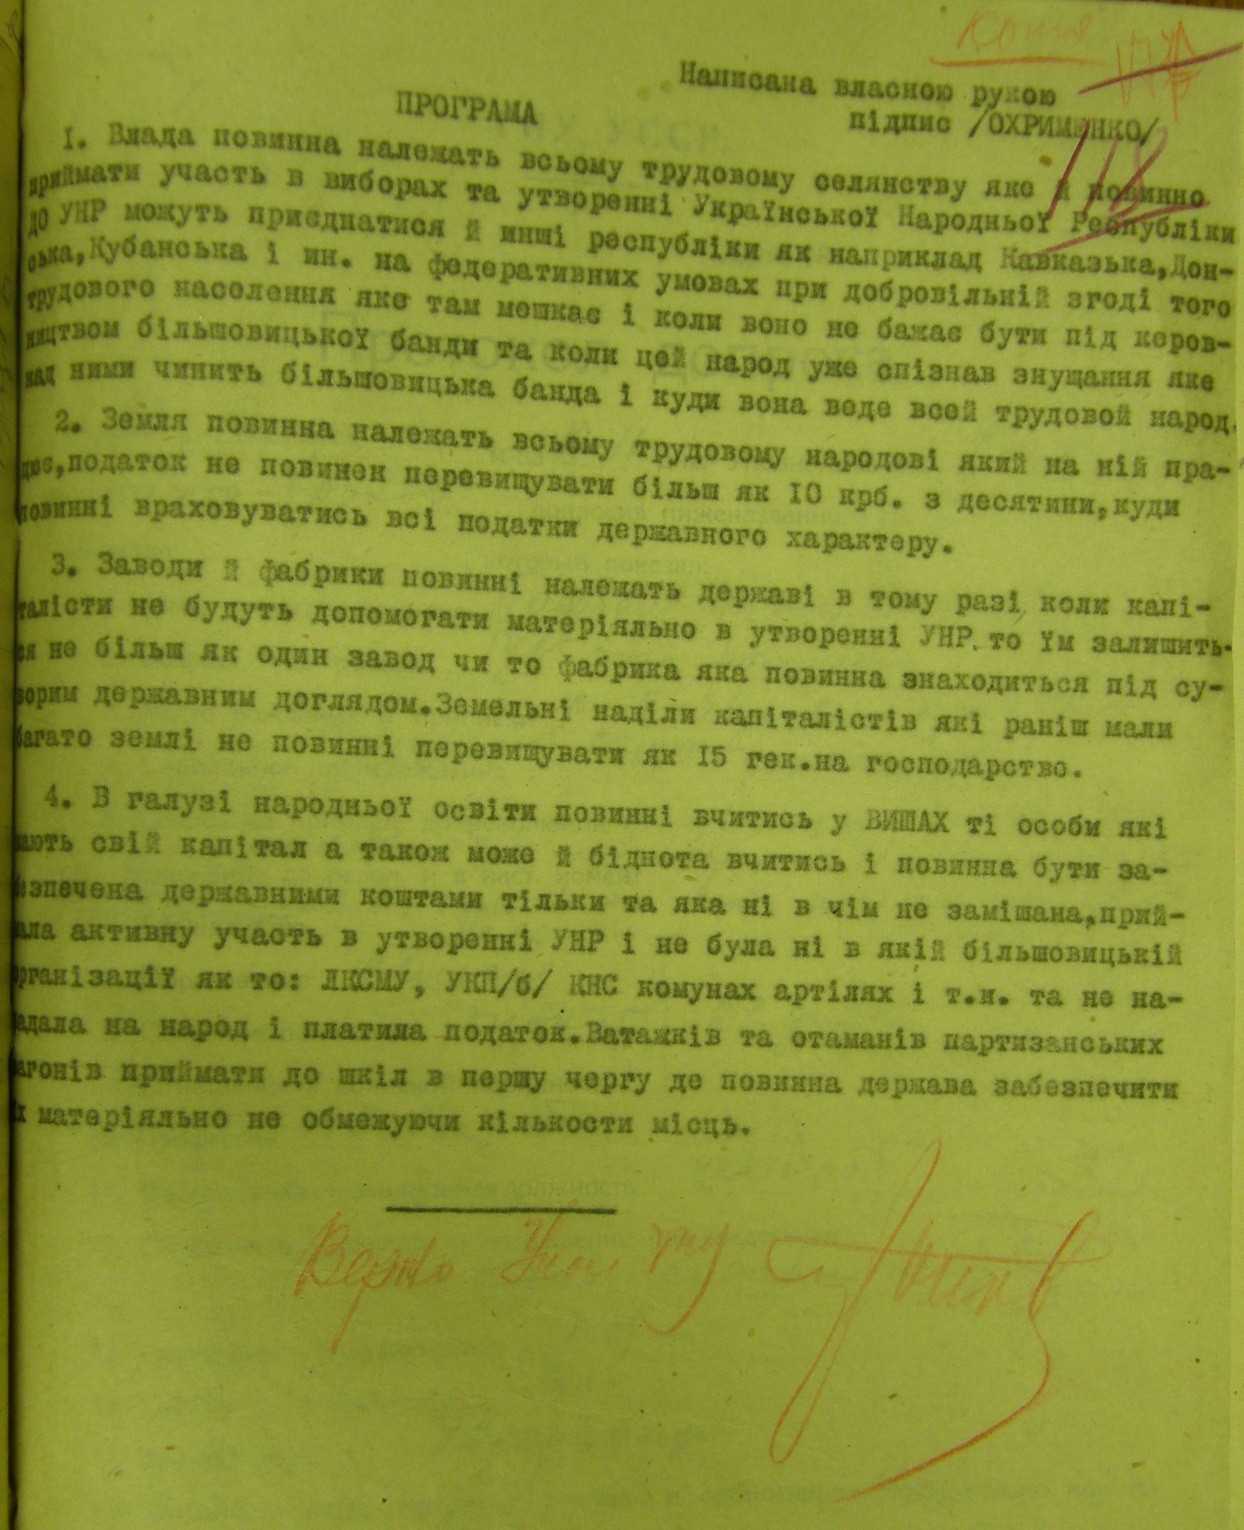 копія
Написана власною рукою
ПРОГРАМА
підпис /ОХРИМЕНКО/
118
I. Влада повинна належать всьому трудовому селянству яке й повинно
приймати участь в виборах та утворенні Української Народньої Республіки
До УНР можуть приєднатися й инші республіки як наприклад Кавказька,Дон-
ська,Кубанська і ин. на федеративних умовах при добровільній згоді того
трудового населення яке там мешкає і коли воно не бажає бути під керов-
ництвом більшовицької банди та коли цей народ уже спізнав знущання яке
над ними чинить більшовицька банда і куди вона веде всей трудовой народ.
2. Земля повинна належать всьому трудовому народові який на ній пра-
цює,податок не повинен перевищувати більш як IO крб. з десятини,куди
повинні враховуватись всі податки державного характеру.
3. Заводи й фабрики повинні належать державі в тому разі коли капі-
талісти не будуть допомогати матеріяльно в утворенні УНР.то їм залишить-
ся не більш як один завод чи то фабрика яка повинна знаходиться під су-
ворим державним доглядом.Земельні наділи капіталістів які раніш мали
багато землі не повинні перевищувати як I5 гек.на господарство.
4. В галузі народньої освіти повинні вчитись у ВИШАХ ті особи які
мають свій капітал а також може й біднота вчитись і повинна бути за-
безпечена державними коштами тільки та яка ні в чім не замішана,прий-
мала активну участь в утворенні УНР і не була ні в якій більшовицькій
організації як то: ЛКСМУ, УКП/б/ КНС комунах артілях і т.и. та не на-
падала на народ і платила податок.Ватажків та отаманів партизанських
загонів приймати до шкіл в першу чергу де повинна держава забезпечити
їх матеріяльно не обмежуючи кількости місць.
Верно